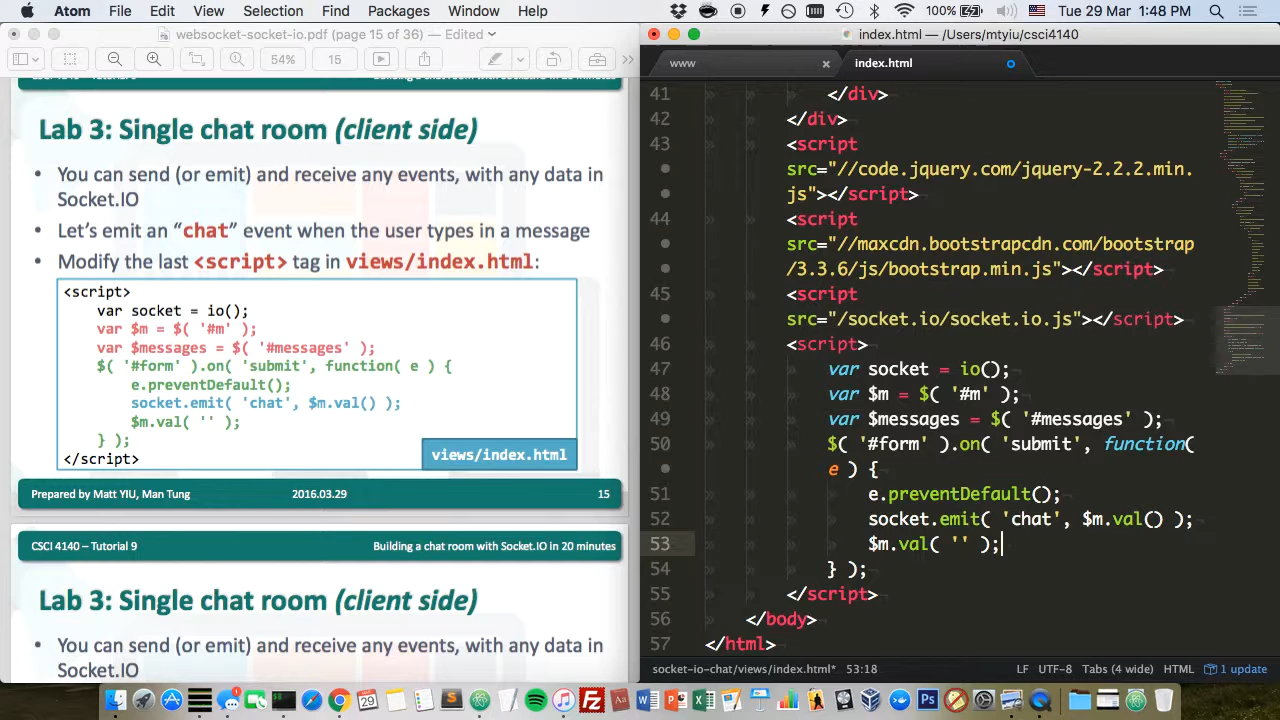 Atom File Edit View Selection Find Packages Window Help 100% Tue 29 Mar 1:48 PM
websocket-socket-io.pdf (page 15 of 36) — Edited
54% 15
Lab 3: Single chat room (client side)
• You can send (or emit) and receive any events, with any data in
Socket.IO
• Let's emit an “chat” event when the user types in a message
• Modify the last <script> tag in views/index.html:
<script>
var socket = io();
var $m = $( '#m' );
var $messages = $( '#messages' );
$( '#form' ).on( 'submit', function( e ) {
e.preventDefault();
socket.emit( 'chat', $m.val() );
$m.val( '' );
} );
</script>
views/index.html
Prepared by Matt YIU, Man Tung 2016.03.29 15
CSCI 4140 – Tutorial 9 Building a chat room with Socket.IO in 20 minutes
Lab 3: Single chat room (client side)
• You can send (or emit) and receive any events, with any data in
Socket.IO
index.html — /Users/mtyiu/csci4140
www index.html
41 </div>
42 </div>
43 <script
src="//code.jquery.com/jquery-2.2.2.min.
js"></script>
44 <script
src="//maxcdn.bootstrapcdn.com/bootstrap
/3.3.6/js/bootstrap.min.js"></script>
45 <script
src="/socket.io/socket.io.js"></script>
46 <script>
47 var socket = io();
48 var $m = $( '#m' );
49 var $messages = $( '#messages' );
50 $( '#form' ).on( 'submit', function(
e ) {
51 e.preventDefault();
52 socket.emit( 'chat', $m.val() );
53 $m.val( '' );
54 } );
55 </script>
56 </body>
57 </html>
socket-io-chat/views/index.html* 53:18 LF UTF-8 Tabs (4 wide) HTML 1 update